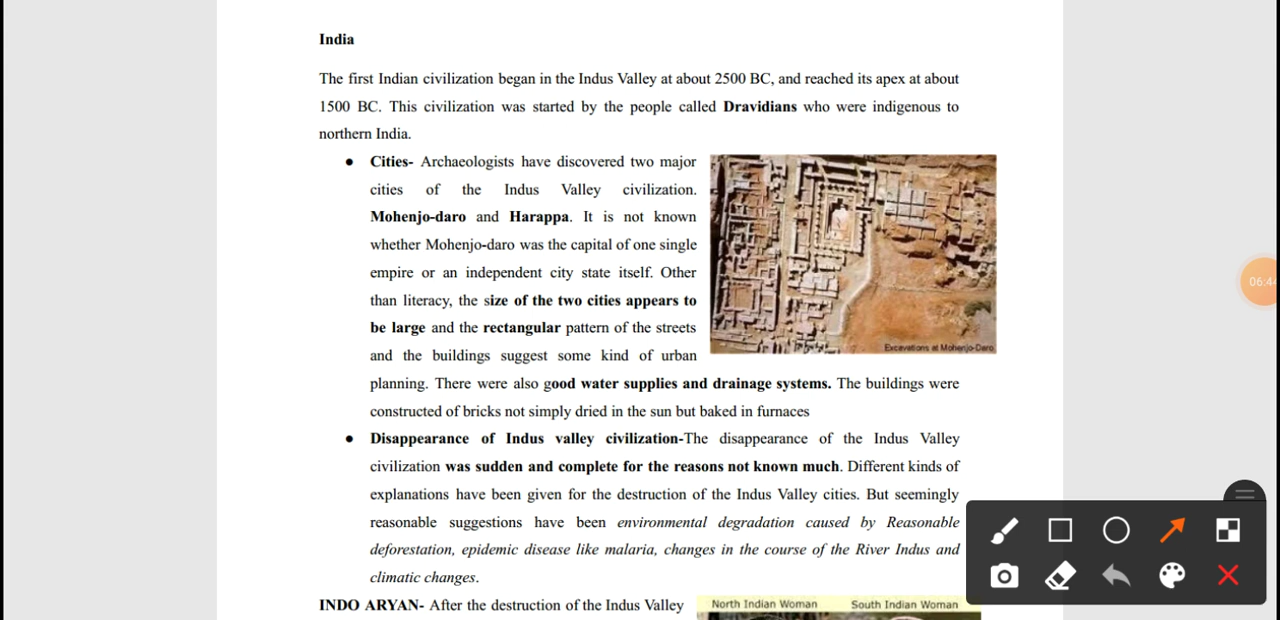 India
The first Indian civilization began in the Indus Valley at about 2500 BC, and reached its apex at about
1500 BC. This civilization was started by the people called Dravidians who were indigenous to
northern India.
● Cities- Archaeologists have discovered two major
cities of the Indus Valley civilization.
Mohenjo-daro and Harappa. It is not known
whether Mohenjo-daro was the capital of one single
empire or an independent city state itself. Other
than literacy, the size of the two cities appears to
be large and the rectangular pattern of the streets
and the buildings suggest some kind of urban
Excavations at Mohenjo-Daro
planning. There were also good water supplies and drainage systems. The buildings were
constructed of bricks not simply dried in the sun but baked in furnaces
● Disappearance of Indus valley civilization-The disappearance of the Indus Valley
civilization was sudden and complete for the reasons not known much. Different kinds of
explanations have been given for the destruction of the Indus Valley cities. But seemingly
reasonable suggestions have been environmental degradation caused by Reasonable
deforestation, epidemic disease like malaria, changes in the course of the River Indus and
climatic changes.
INDO ARYAN- After the destruction of the Indus Valley
North Indian Woman South Indian Woman